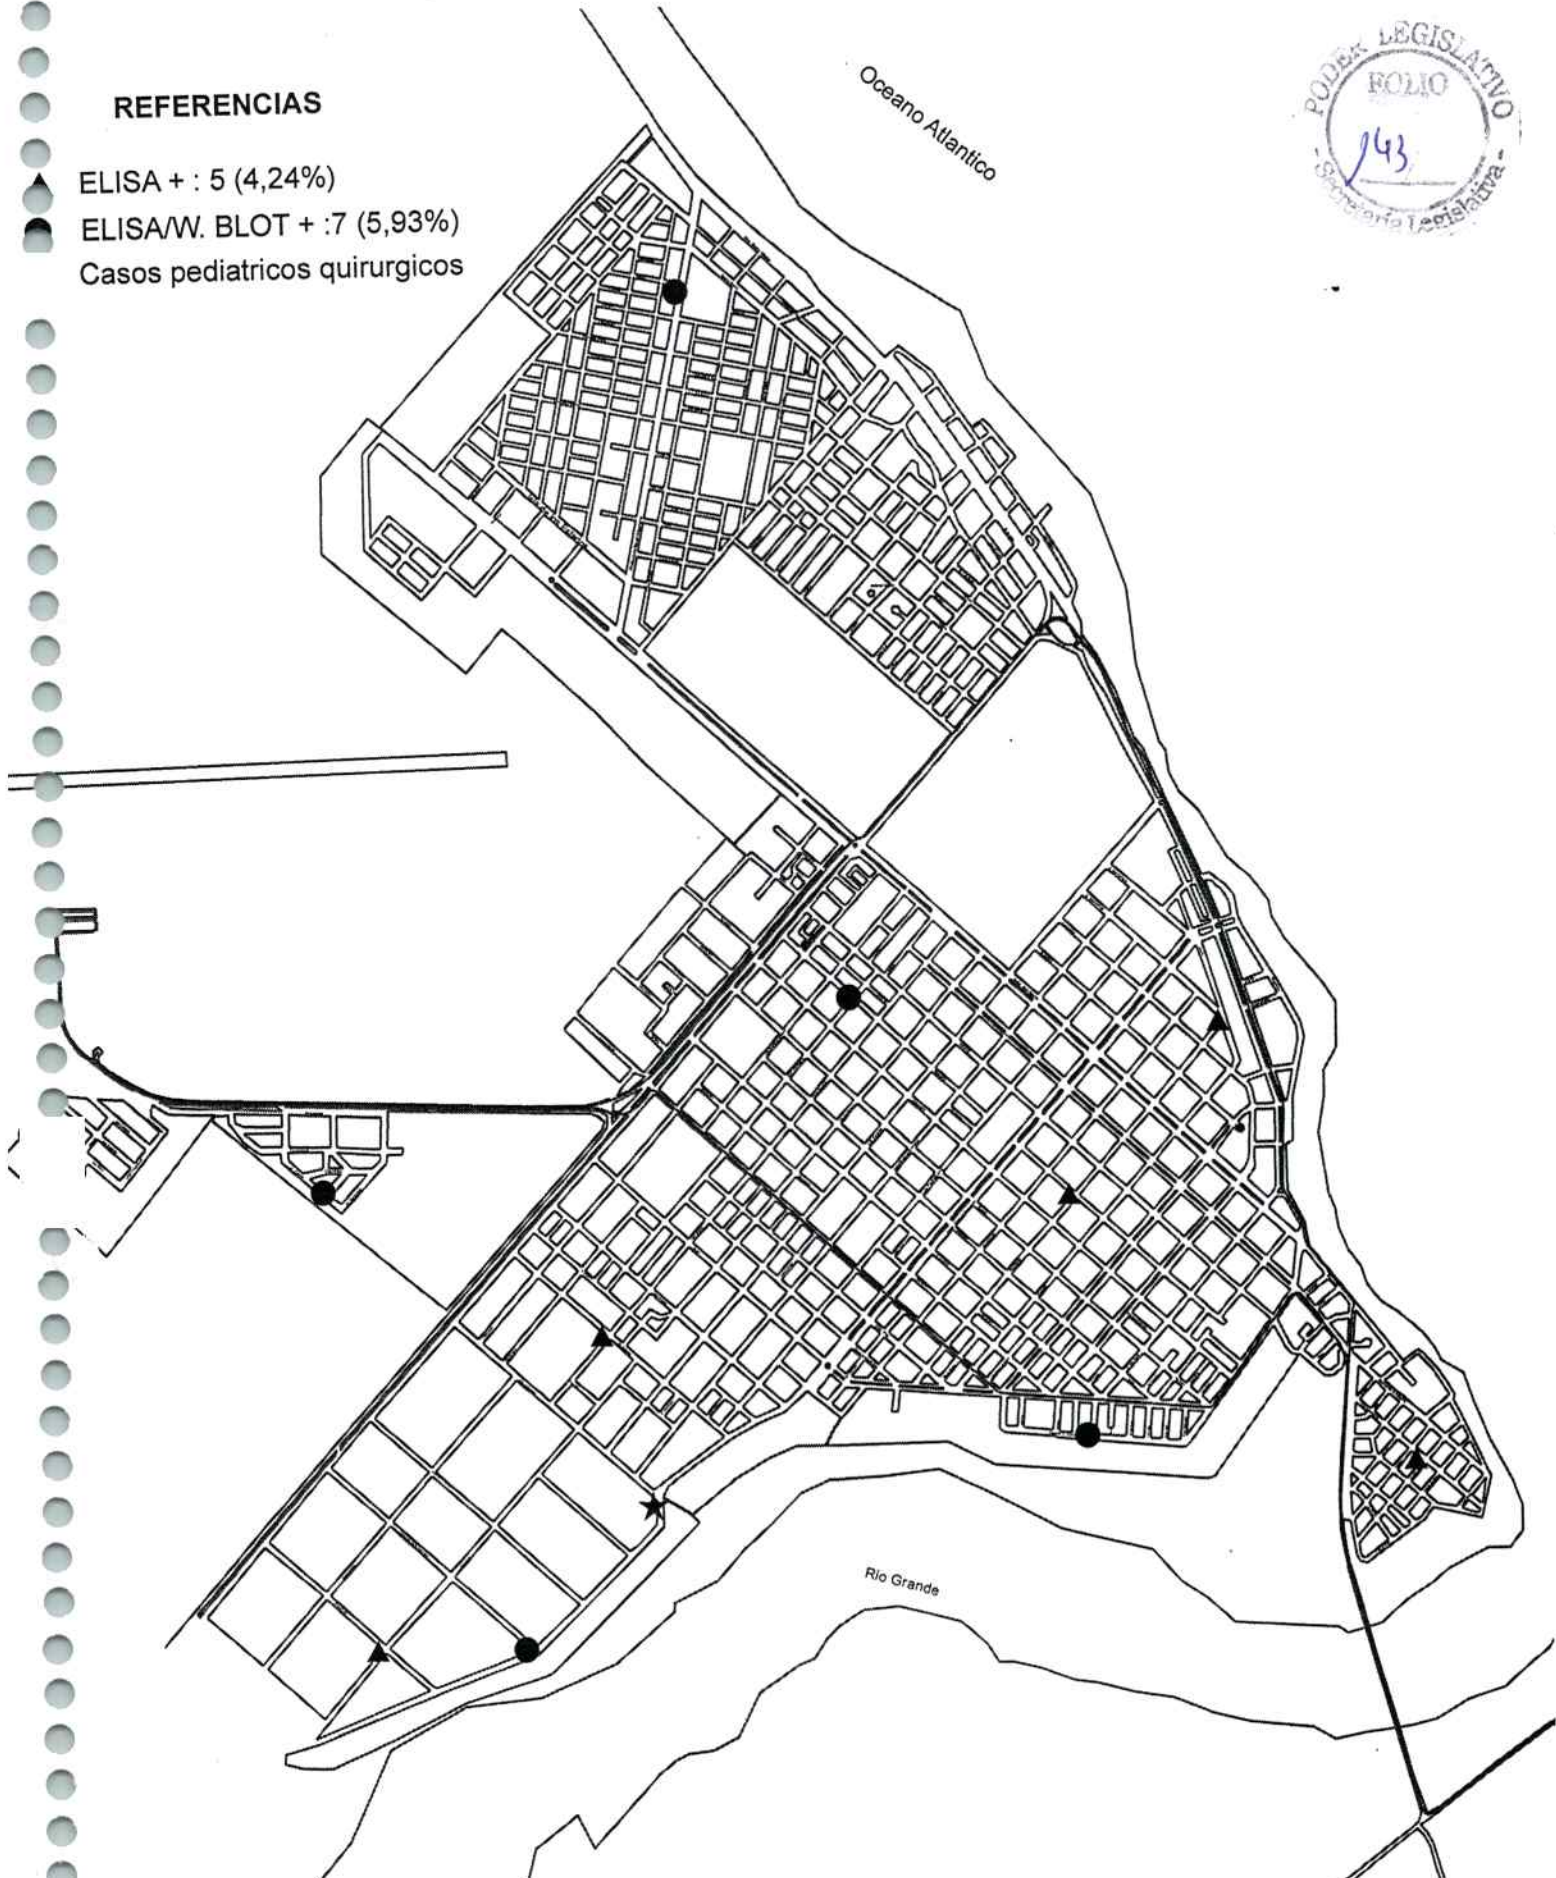 REFERENCIAS
ELISA + : 5 (4,24%)
ELISA/W. BLOT + :7 (5,93%)
Casos pediatricos quirurgicos
Oceano Atlantico
PODER LEGISLATIVO
FOLIO
143
- Secretaria Legislativa -
Rio Grande